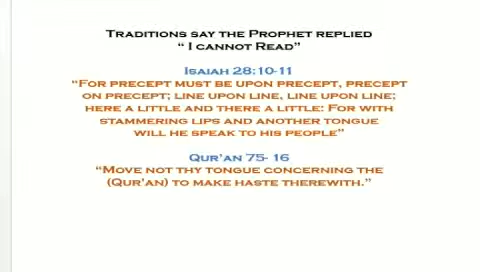 Traditions say the Prophet replied
“ I cannot Read”
Isaiah 28:10-11
“For precept must be upon precept, precept
on precept; line upon line, line upon line;
here a little and there a little: For with
stammering lips and another tongue
will he speak to his people”
Qur’an 75- 16
“Move not thy tongue concerning the
(Qur’an) to make haste therewith.”